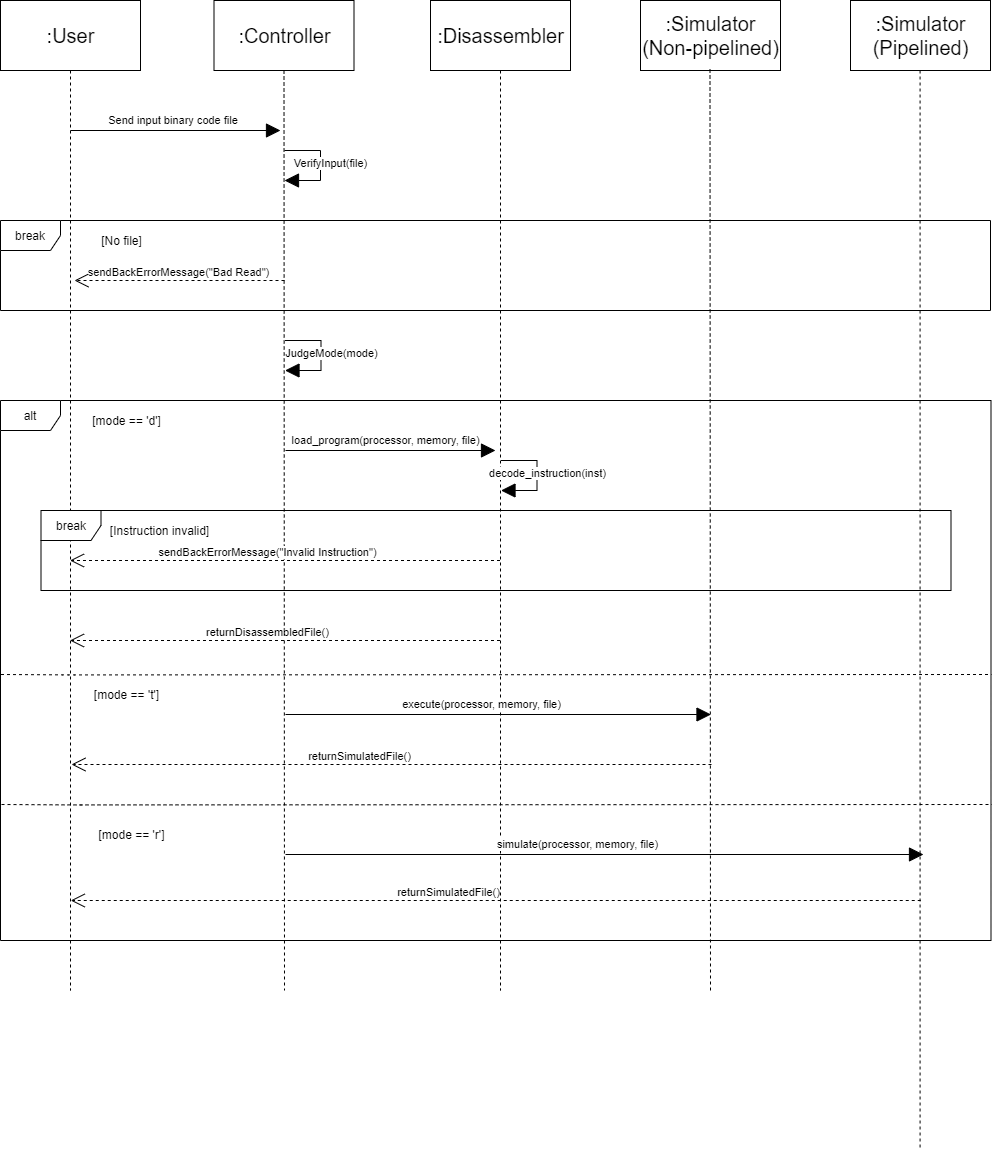 :User
:Controller
:Disassembler
:Simulator
(Non-pipelined)
:Simulator
(Pipelined)
Send input binary code file
VerifyInput(file)
break
[No file]
sendBackErrorMessage("Bad Read")
JudgeMode(mode)
alt
[mode == 'd']
load_program(processor, memory, file)
decode_instruction(inst)
break
[Instruction invalid]
sendBackErrorMessage("Invalid Instruction")
returnDisassembledFile()
[mode == 't']
execute(processor, memory, file)
returnSimulatedFile()
[mode == 'r']
simulate(processor, memory, file)
returnSimulatedFile()